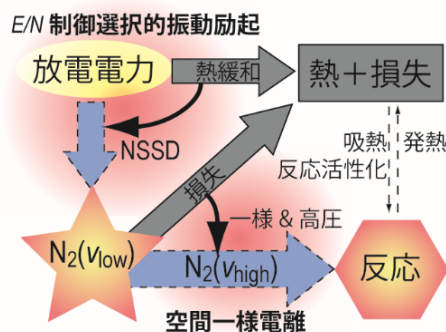 E/N 制御選択的振動励起
放電電力
熱緩和
熱＋損失
NSSD
吸熱
反応活性化
発熱
損失
一様 & 高圧
N₂(vlow)
N₂(vhigh)
反応
空間一様電離